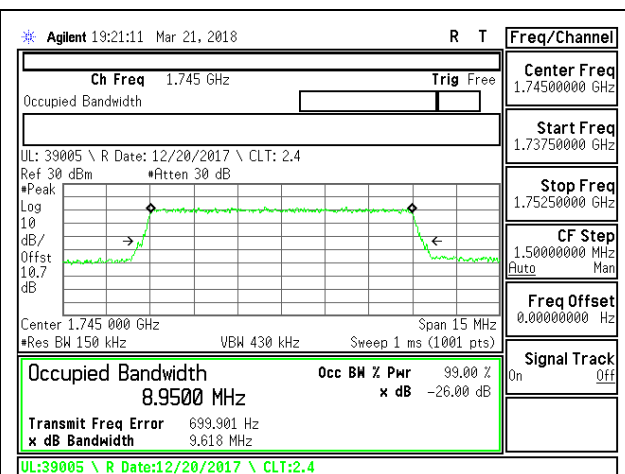 Agilent 19:21:11 Mar 21, 2018 R T
Freq/Channel
Ch Freq 1.745 GHz Trig Free
Occupied Bandwidth
Center Freq
1.74500000 GHz
Start Freq
1.73750000 GHz
Stop Freq
1.75250000 GHz
CF Step
1.50000000 MHz
Auto Man
Freq Offset
0.00000000 Hz
Signal Track
On Off
UL: 39005 \ R Date: 12/20/2017 \ CLT: 2.4
Ref 30 dBm #Atten 30 dB
#Peak
Log
10
dB/
Offst
10.7
dB
Center 1.745 000 GHz Span 15 MHz
#Res BW 150 kHz VBW 430 kHz Sweep 1 ms (1001 pts)
Occupied Bandwidth Occ BW % Pwr 99.00 %
8.9500 MHz x dB -26.00 dB
Transmit Freq Error 699.901 Hz
x dB Bandwidth 9.618 MHz
UL:39005 \ R Date:12/20/2017 \ CLT:2.4